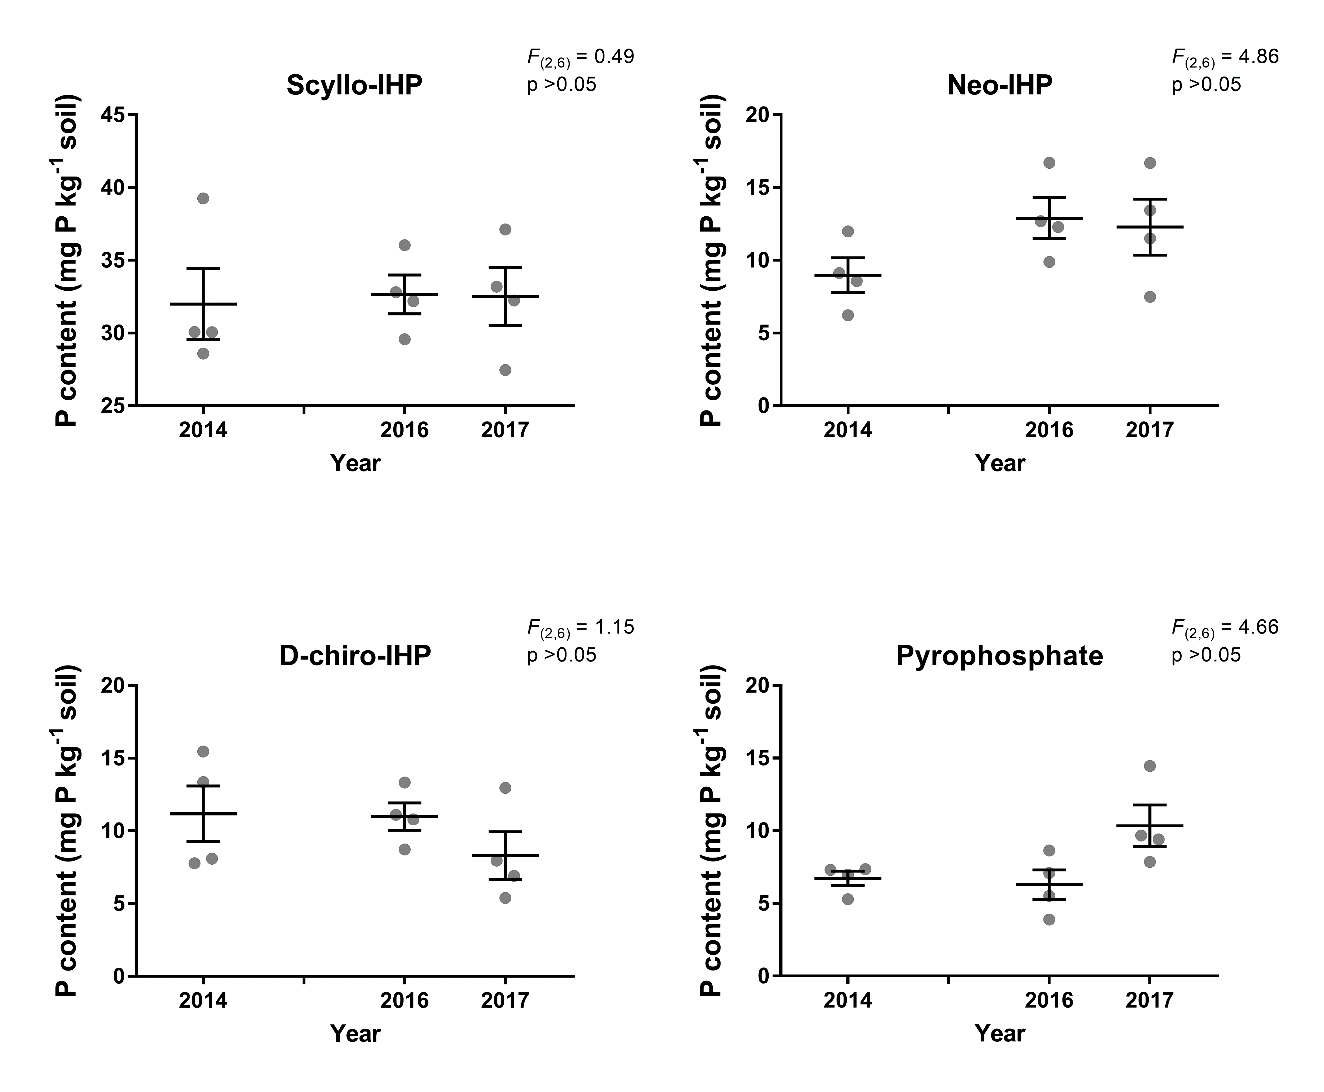 Scyllo-IHP
F(2,6) = 0.49
p >0.05
P content (mg P kg-1 soil)
45
40
35
30
25
2014
2016
2017
Year
Neo-IHP
F(2,6) = 4.86
p >0.05
P content (mg P kg-1 soil)
20
15
10
5
0
2014
2016
2017
Year
D-chiro-IHP
F(2,6) = 1.15
p >0.05
P content (mg P kg-1 soil)
20
15
10
5
0
2014
2016
2017
Year
Pyrophosphate
F(2,6) = 4.66
p >0.05
P content (mg P kg-1 soil)
20
15
10
5
0
2014
2016
2017
Year